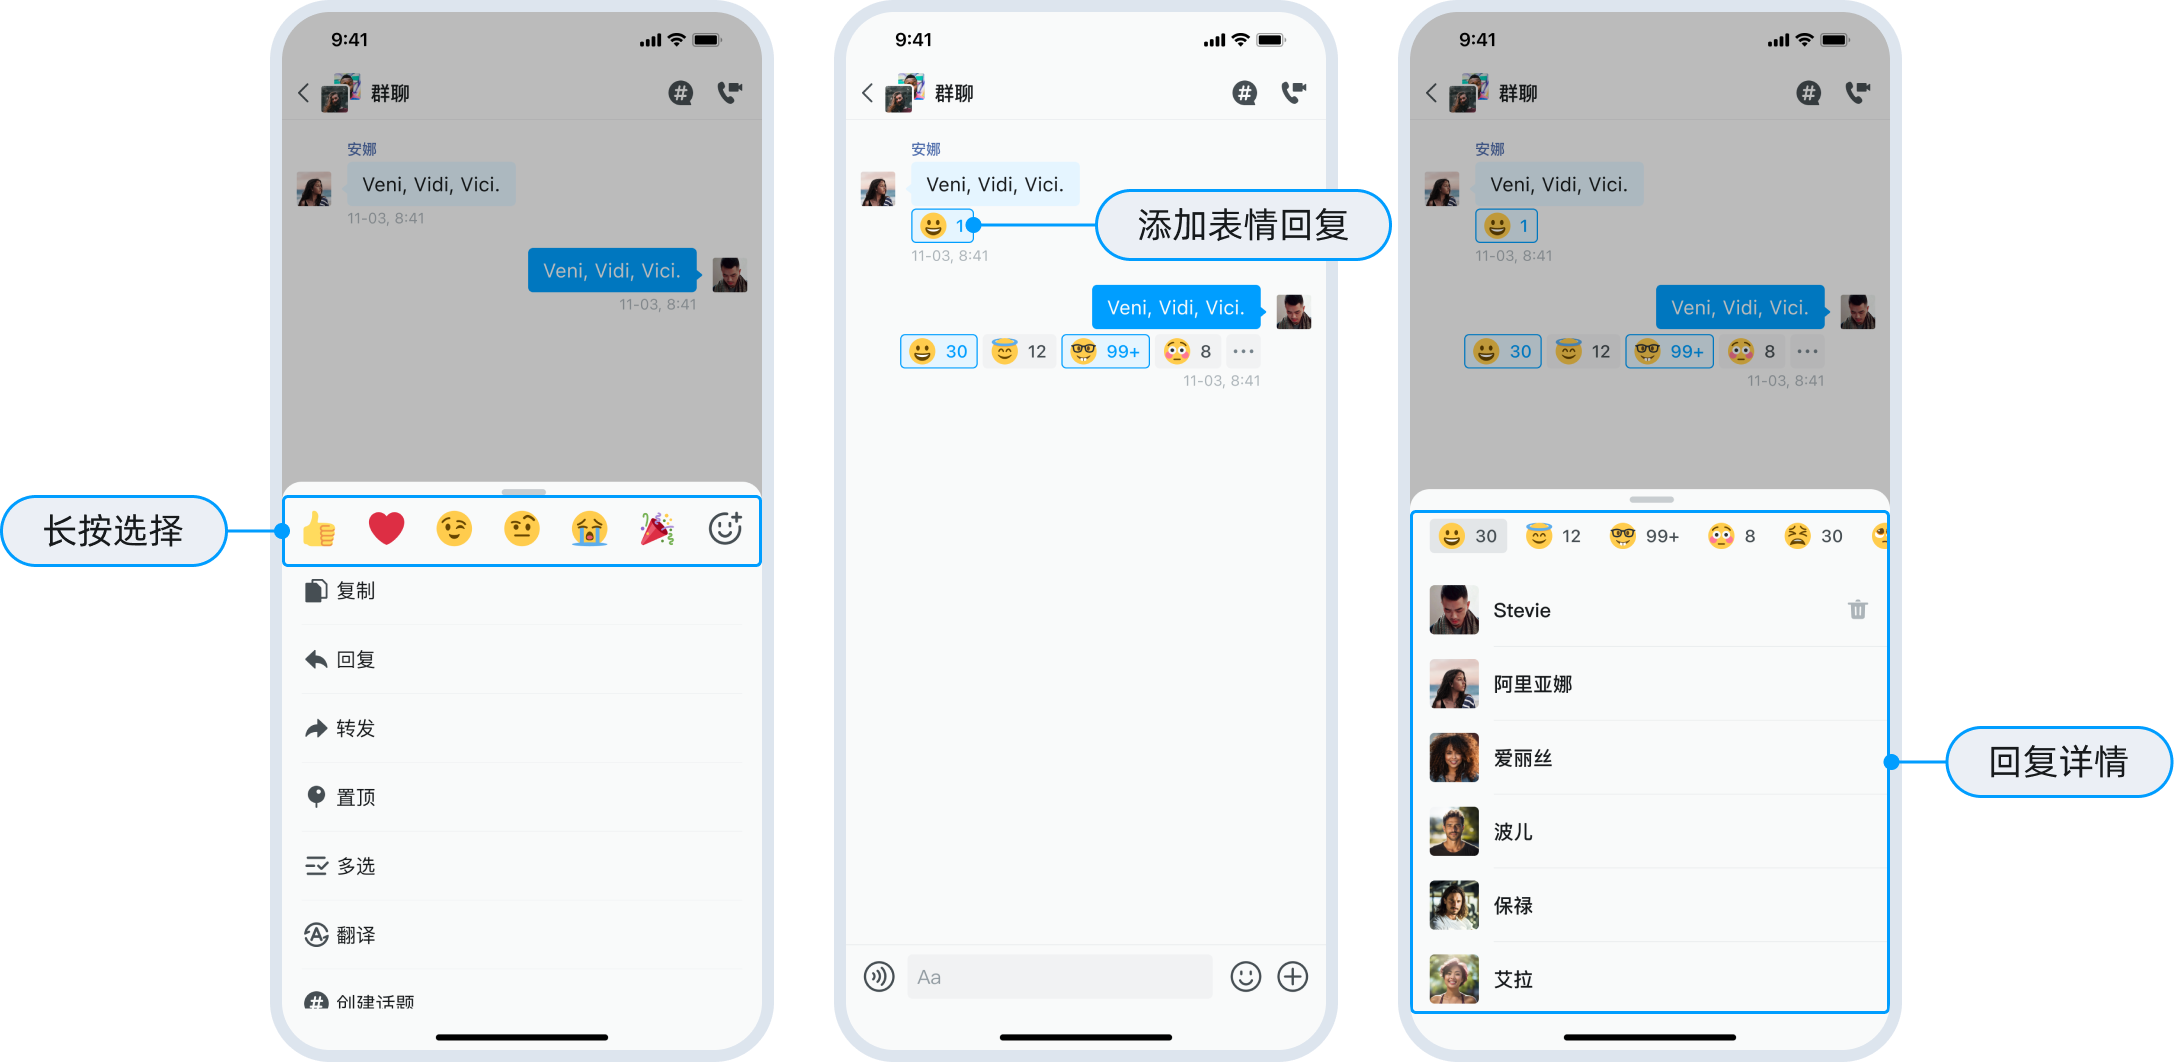 9:41
群聊
安娜
Veni, Vidi, Vici.
11-03, 8:41
Veni, Vidi, Vici.
11-03, 8:41
长按选择
复制
回复
转发
置顶
多选
翻译
创建话题
9:41
群聊
安娜
Veni, Vidi, Vici.
1
添加表情回复
11-03, 8:41
Veni, Vidi, Vici.
30 12 99+ 8
11-03, 8:41
Aa
9:41
群聊
安娜
Veni, Vidi, Vici.
1
11-03, 8:41
Veni, Vidi, Vici.
30 12 99+ 8
11-03, 8:41
30 12 99+ 8 30
Stevie
阿里亚娜
爱丽丝
波儿
保禄
艾拉
回复详情